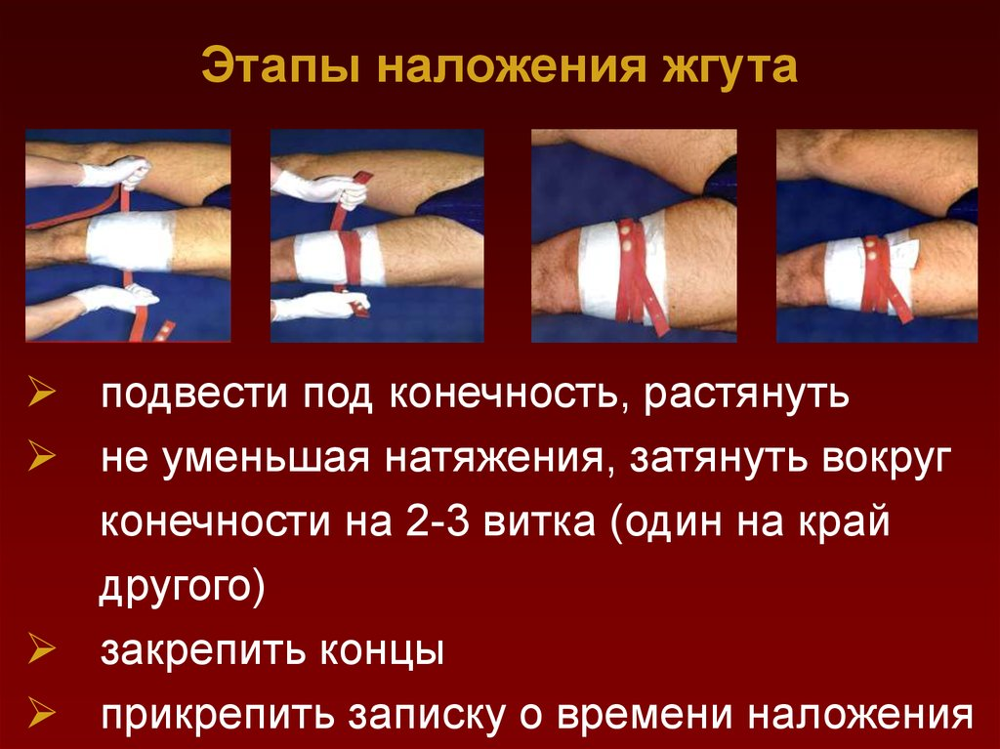 Этапы наложения жгута
подвести под конечность, растянуть
не уменьшая натяжения, затянуть вокруг
конечности на 2-3 витка (один на край
другого)
закрепить концы
прикрепить записку о времени наложения